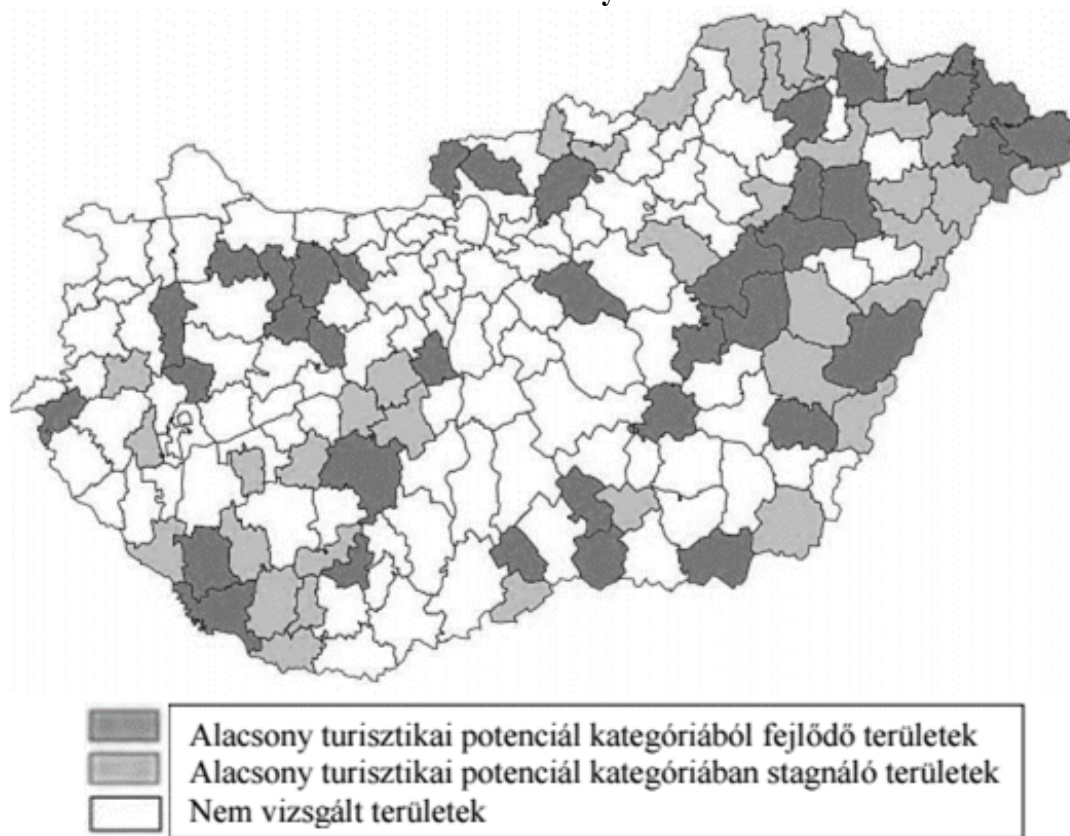 Alacsony turisztikai potenciál kategóriából fejlődő területek
Alacsony turisztikai potenciál kategóriában stagnáló területek
Nem vizsgált területek